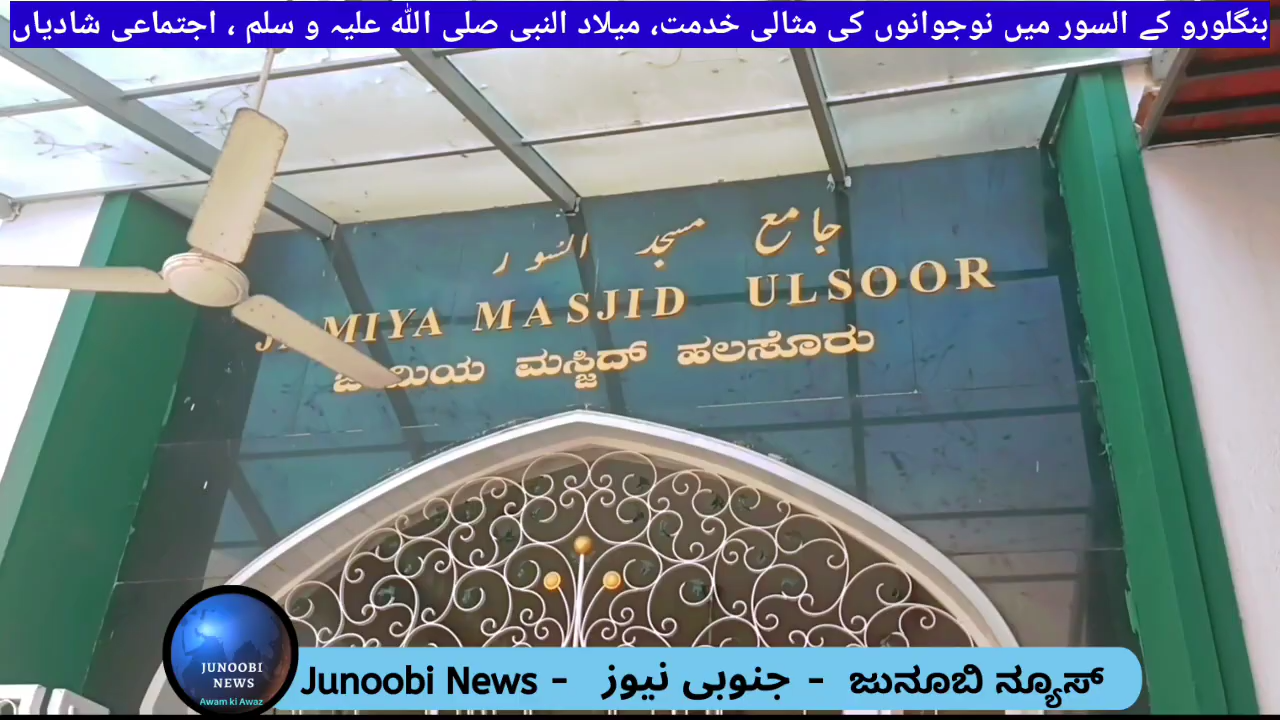 بنگلورو کے السور میں نوجوانوں کی مثالی خدمت، میلاد النبی صلی اللہ علیہ و سلم ، اجتماعی شادیاں
جامع مسجد السور
MASJID ULSOOR
ಮಸ್ಜಿದ್ ಹಲಸೂರು
JUNOOBI
NEWS
Awam ki Awaz
Junoobi News - جنوبی نیوز - ಜುನೂಬಿ ನ್ಯೂಸ್